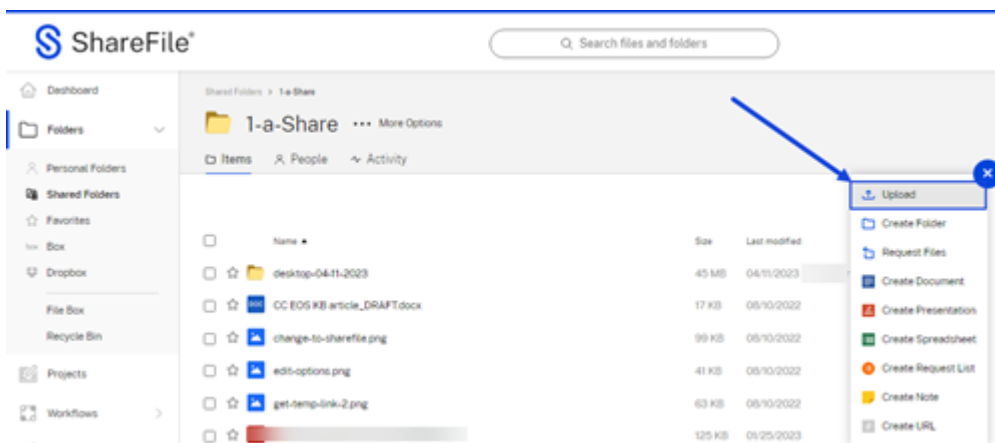 ShareFile
Search files and folders
Dashboard
Folders
Personal Folders
Shared Folders
Favorites
box Box
Dropbox
File Box
Recycle Bin
Projects
Workflows
Shared Folders > 1-a-Share
1-a-Share ••• More Options
Items People Activity
Name Size Last modified
desktop-04-11-2023 45 MB 04/11/2023
DOC CC EOS KB article_DRAFT.docx 17 KB 08/10/2022
change-to-sharefile.png 99 KB 08/10/2022
edit-options.png 41 KB 08/10/2022
get-temp-link-2.png 63 KB 08/10/2022
125 KB 01/25/2023
Upload
Create Folder
Request Files
Create Document
Create Presentation
Create Spreadsheet
Create Request List
Create Note
Create URL